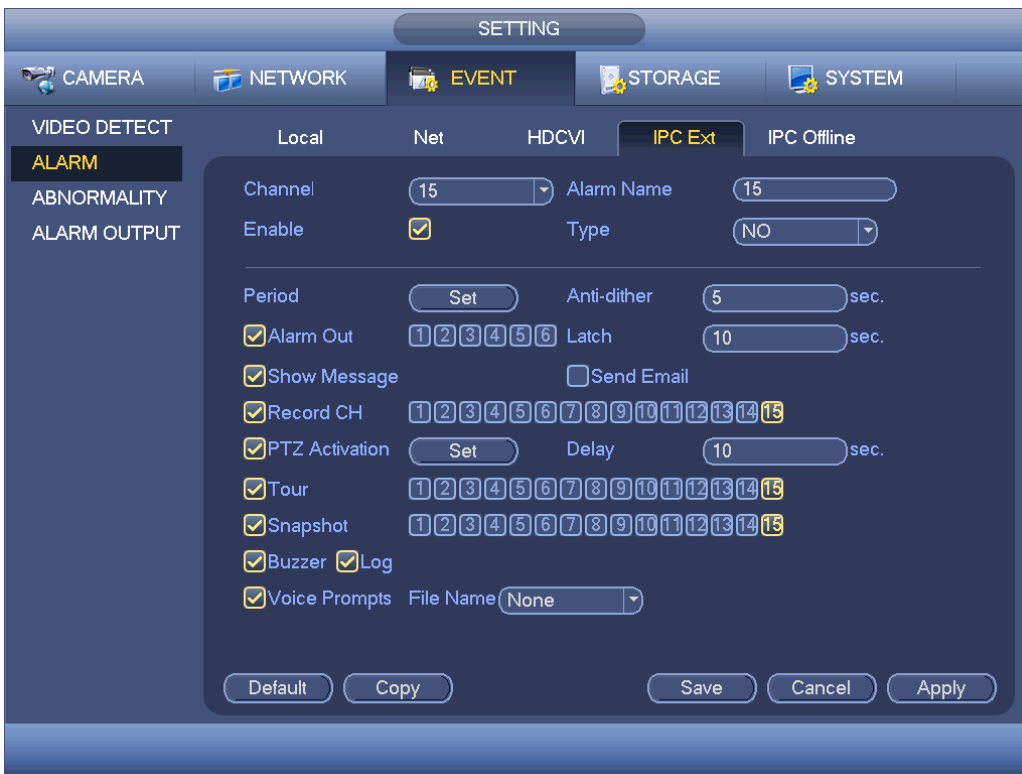 SETTING
CAMERA NETWORK EVENT STORAGE SYSTEM
VIDEO DETECT
ALARM
ABNORMALITY
ALARM OUTPUT
Local Net HDCVI IPC Ext IPC Offline
Channel 15 Alarm Name 15
Enable Type NO
Period Set Anti-dither 5 sec.
Alarm Out 1 2 3 4 5 6 Latch 10 sec.
Show Message Send Email
Record CH 1 2 3 4 5 6 7 8 9 10 11 12 13 14 15
PTZ Activation Set Delay 10 sec.
Tour 1 2 3 4 5 6 7 8 9 10 11 12 13 14 15
Snapshot 1 2 3 4 5 6 7 8 9 10 11 12 13 14 15
Buzzer Log
Voice Prompts File Name None
Default Copy Save Cancel Apply